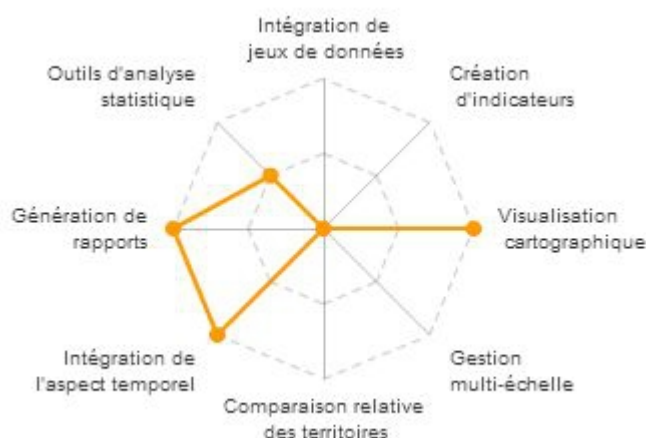 Intégration de
jeux de données
Création
d'indicateurs
Visualisation
cartographique
Gestion
multi-échelle
Comparaison relative
des territoires
Intégration de
l'aspect temporel
Génération de
rapports
Outils d'analyse
statistique